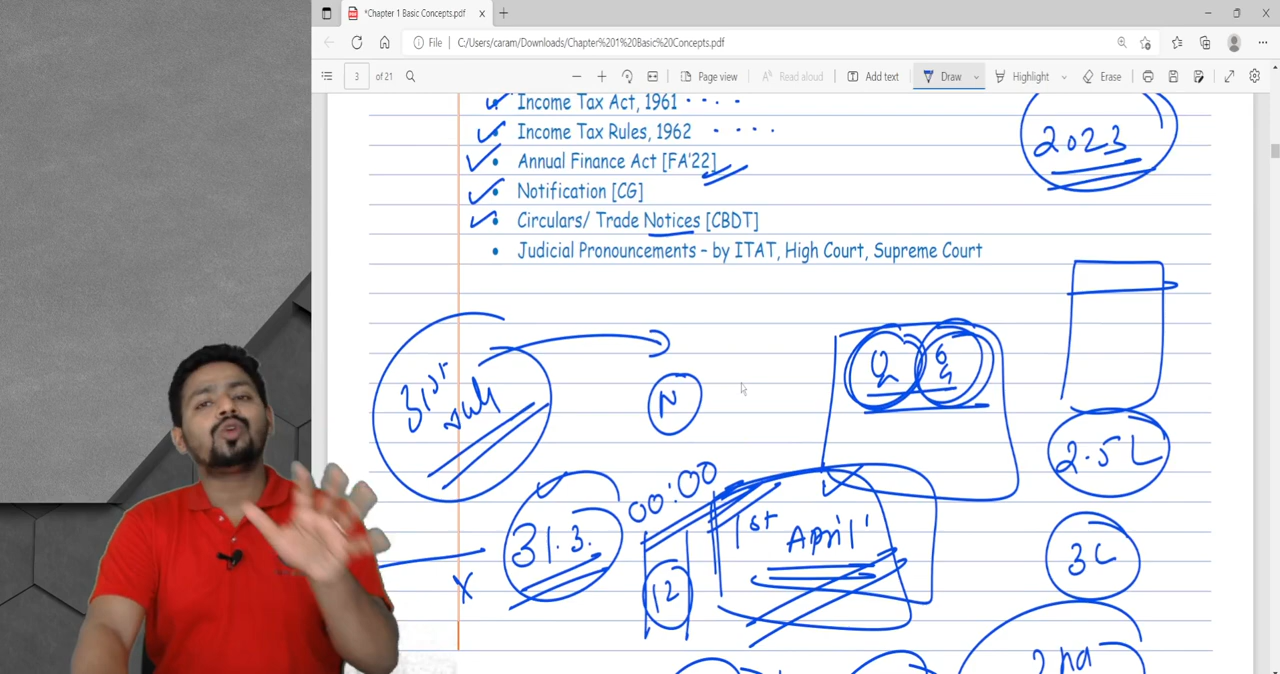 *Chapter 1 Basic Concepts.pdf
File C:/Users/caram/Downloads/Chapter%201%20Basic%20Concepts.pdf
3 of 21 Page view Read aloud Add text Draw Highlight Erase
Income Tax Act, 1961
Income Tax Rules, 1962
2023
• Annual Finance Act [FA'22]
• Notification [CG]
• Circulars/ Trade Notices [CBDT]
• Judicial Pronouncements – by ITAT, High Court, Supreme Court
31st
N
2.5L
00:00
31.3.
1st April
12
3L
2nd